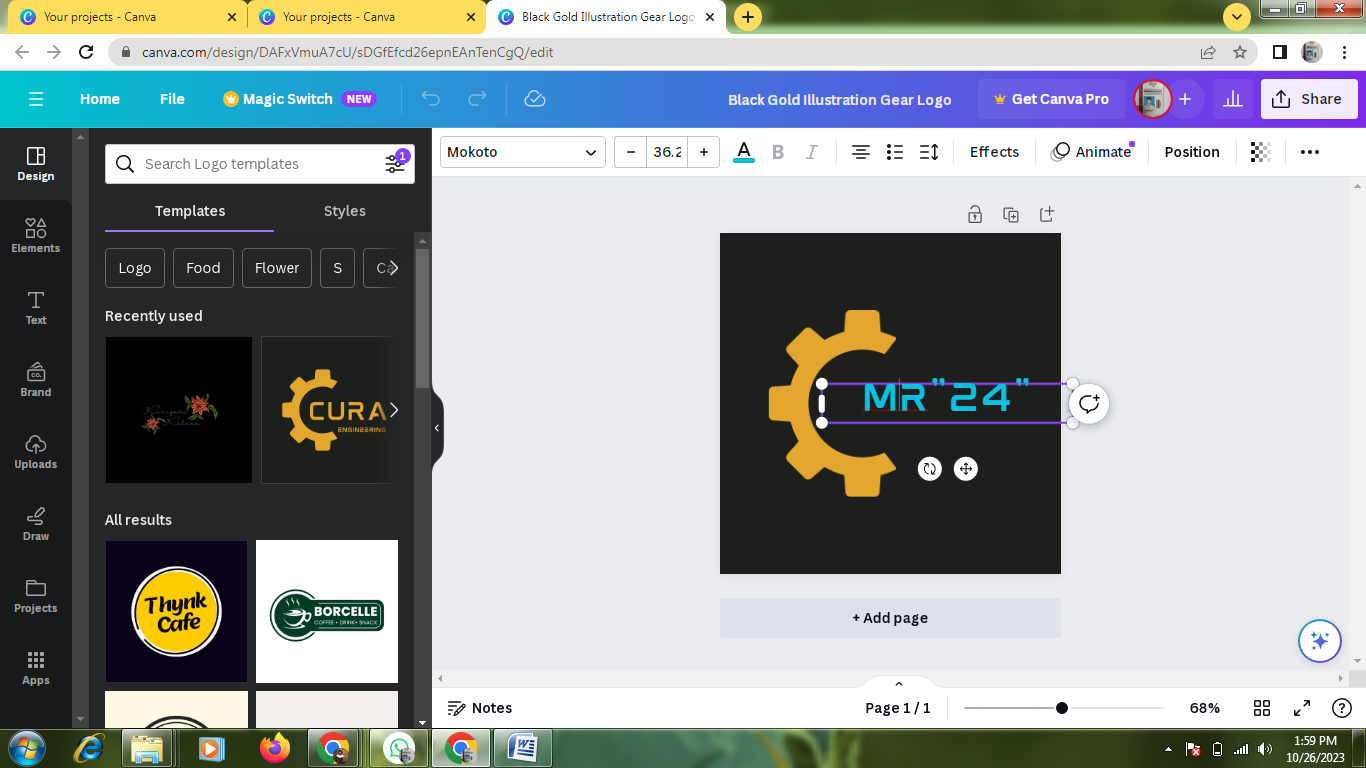 Your projects - Canva
Your projects - Canva
Black Gold Illustration Gear Logo
canva.com/design/DAFxVmuA7cU/sDGfEfcd26epnEAnTenCgQ/edit
Home File Magic Switch NEW Black Gold Illustration Gear Logo Get Canva Pro Share
Mokoto 36.2 A B I Effects Animate Position
Design
Elements
Text
Brand
Uploads
Draw
Projects
Apps
Search Logo templates 1
Templates Styles
Logo Food Flower S Ca
Recently used
CURA
ENGINEERING
All results
Thynk
Cafe
BORCELLE
COFFEE • DRINK • SNACK
MR"24"
+ Add page
Notes Page 1 / 1 68%
1:59 PM
10/26/2023